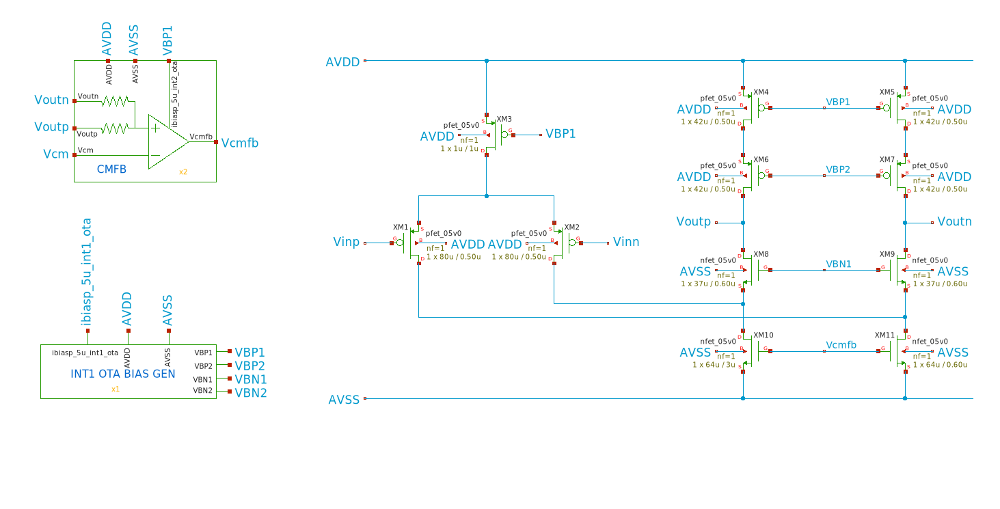 AVDD
AVSS
VBP1
AVDD
AVSS
ibiasp_5u_int2_ota
Voutn
Voutn
Voutp
Voutp
Vcm
Vcm
Vcmfb
Vcmfb
CMFB
x2
ibiasp_5u_int1_ota
AVDD
AVSS
ibiasp_5u_int1_ota
AVDD
AVSS
INT1 OTA BIAS GEN
x1
VBP1
VBP2
VBN1
VBN2
VBP1
VBP2
VBN1
VBN2
AVDD
XM3
pfet_05v0
AVDD
nf=1
1 x 1u / 1u
S
B
G
D
VBP1
Vinp
XM1
pfet_05v0
AVDD
nf=1
1 x 80u / 0.50u
S
G
B
D
XM2
pfet_05v0
AVDD
nf=1
1 x 80u / 0.50u
S
B
G
D
Vinn
XM4
pfet_05v0
AVDD
nf=1
1 x 42u / 0.50u
S
B
G
D
VBP1
XM5
pfet_05v0
AVDD
nf=1
1 x 42u / 0.50u
S
G
B
D
XM6
pfet_05v0
AVDD
nf=1
1 x 42u / 0.50u
S
B
G
D
VBP2
XM7
pfet_05v0
AVDD
nf=1
1 x 42u / 0.50u
S
G
B
D
Voutp
Voutn
XM8
nfet_05v0
AVSS
nf=1
1 x 37u / 0.60u
D
B
G
S
VBN1
XM9
nfet_05v0
AVSS
nf=1
1 x 37u / 0.60u
D
G
B
S
XM10
nfet_05v0
AVSS
nf=1
1 x 64u / 3u
D
B
G
S
Vcmfb
XM11
nfet_05v0
AVSS
nf=1
1 x 64u / 0.60u
D
G
B
S
AVSS